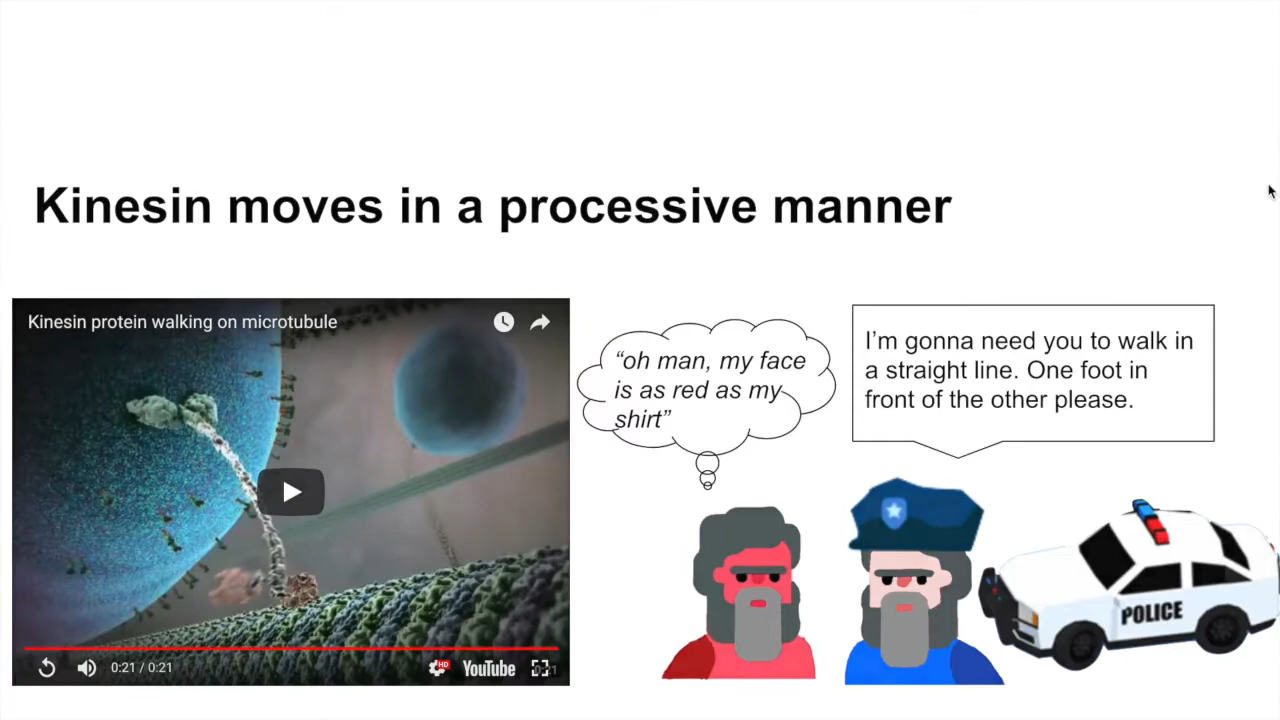 Kinesin moves in a processive manner
Kinesin protein walking on microtubule
0:21 / 0:21
HD
YouTube
“oh man, my face
is as red as my
shirt”
I’m gonna need you to walk in
a straight line. One foot in
front of the other please.
POLICE